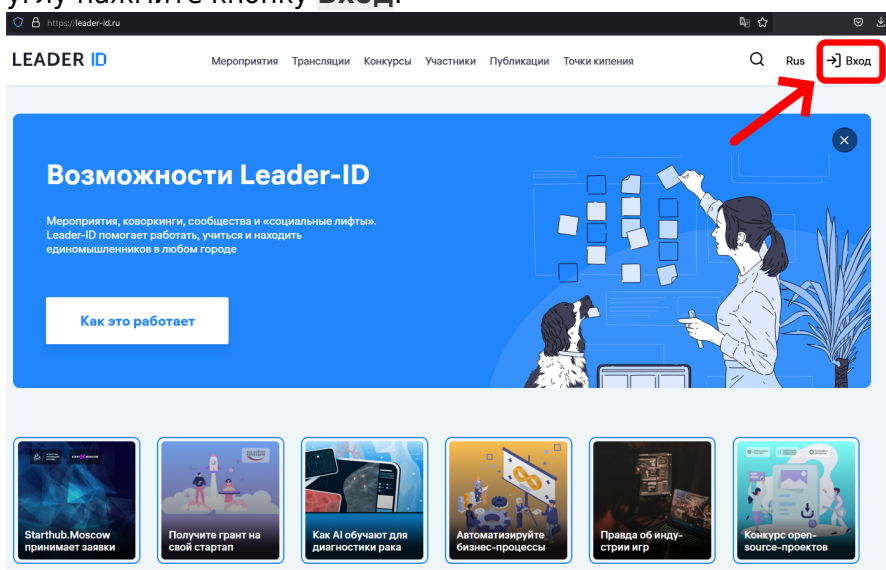 углу нажмите кнопку Вход.
https://leader-id.ru
LEADER ID
Мероприятия Трансляции Конкурсы Участники Публикации Точки кипения
Rus
Вход
Возможности Leader-ID
Мероприятия, коворкинги, сообщества и «социальные лифты».
Leader-ID помогает работать, учиться и находить
единомышленников в любом городе
Как это работает
Starthub.Moscow
принимает заявки
Получите грант на
свой стартап
Как AI обучают для
диагностики рака
Автоматизируйте
бизнес-процессы
Правда об инду-
стрии игр
Конкурс open-
source-проектов